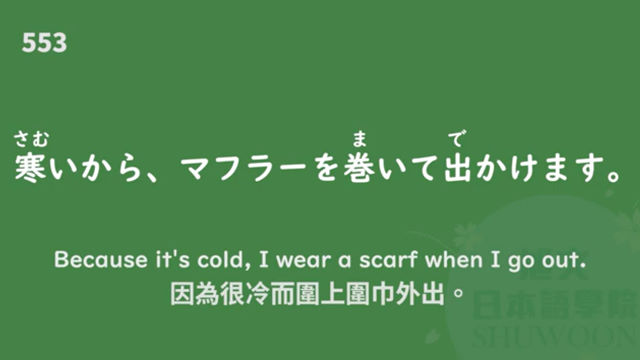 553
さむ ま で
寒いから、マフラーを巻いて出かけます。
Because it's cold, I wear a scarf when I go out.
因為很冷而圍上圍巾外出。
日本語學院
SHUWOON